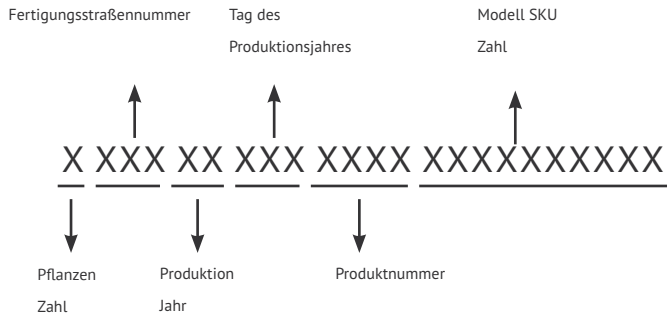 Fertigungsstraßennummer
Tag des
Produktionsjahres
Modell SKU
Zahl
X XXX XX XXX XXXX XXXXXXXXXX
Pflanzen
Zahl
Produktion
Jahr
Produktnummer